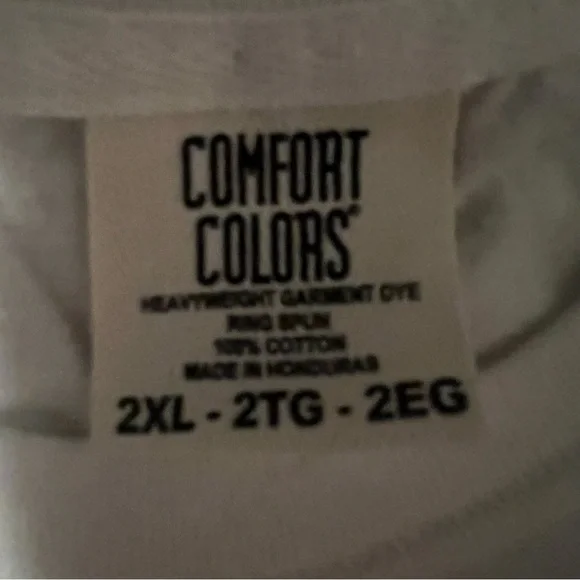 COMFORT
COLORS®
HEAVYWEIGHT GARMENT DYE
RING SPUN
100% COTTON
MADE IN HONDURAS
2XL - 2TG - 2EG